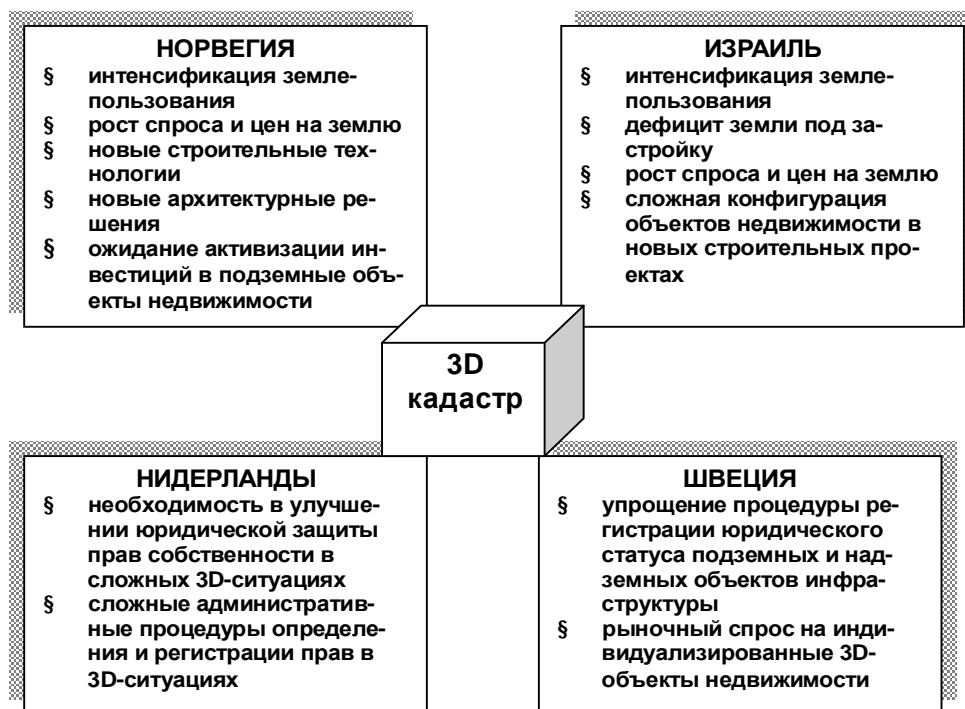 НОРВЕГИЯ
§ интенсификация земле-
пользования
§ рост спроса и цен на землю
§ новые строительные тех-
нологии
§ новые архитектурные ре-
шения
§ ожидание активизации ин-
вестиций в подземные объ-
екты недвижимости
ИЗРАИЛЬ
§ интенсификация земле-
пользования
§ дефицит земли под за-
стройку
§ рост спроса и цен на землю
§ сложная конфигурация
объектов недвижимости в
новых строительных про-
ектах
3D
кадастр
НИДЕРЛАНДЫ
§ необходимость в улучше-
нии юридической защиты
прав собственности в
сложных 3D-ситуациях
§ сложные административ-
ные процедуры определе-
ния и регистрации прав в
3D-ситуациях
ШВЕЦИЯ
§ упрощение процедуры ре-
гистрации юридического
статуса подземных и над-
земных объектов инфра-
структуры
§ рыночный спрос на инди-
видуализированные 3D-
объекты недвижимости